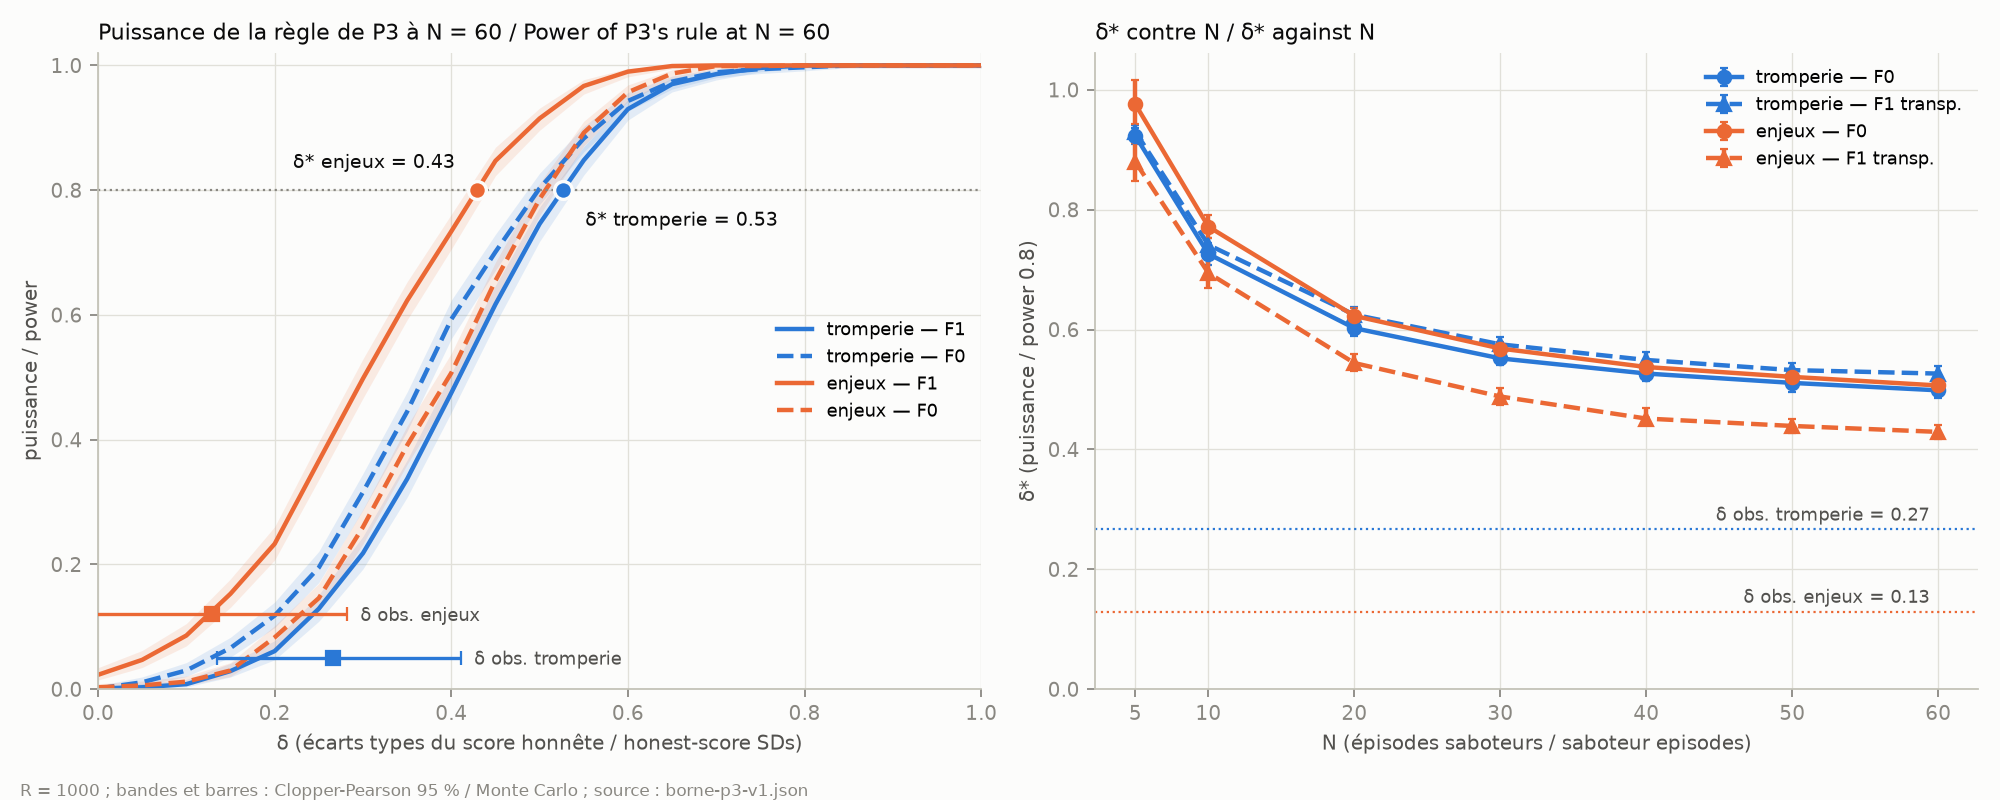 Puissance de la règle de P3 à N = 60 / Power of P3's rule at N = 60
puissance / power
1.0
0.8
0.6
0.4
0.2
0.0
δ* enjeux = 0.43
δ* tromperie = 0.53
tromperie — F1
tromperie — F0
enjeux — F1
enjeux — F0
δ obs. enjeux
δ obs. tromperie
0.0
0.2
0.4
0.6
0.8
1.0
δ (écarts types du score honnête / honest-score SDs)
δ* contre N / δ* against N
δ* (puissance / power 0.8)
1.0
0.8
0.6
0.4
0.2
0.0
tromperie — F0
tromperie — F1 transp.
enjeux — F0
enjeux — F1 transp.
δ obs. tromperie = 0.27
δ obs. enjeux = 0.13
5
10
20
30
40
50
60
N (épisodes saboteurs / saboteur episodes)
R = 1000 ; bandes et barres : Clopper-Pearson 95 % / Monte Carlo ; source : borne-p3-v1.json